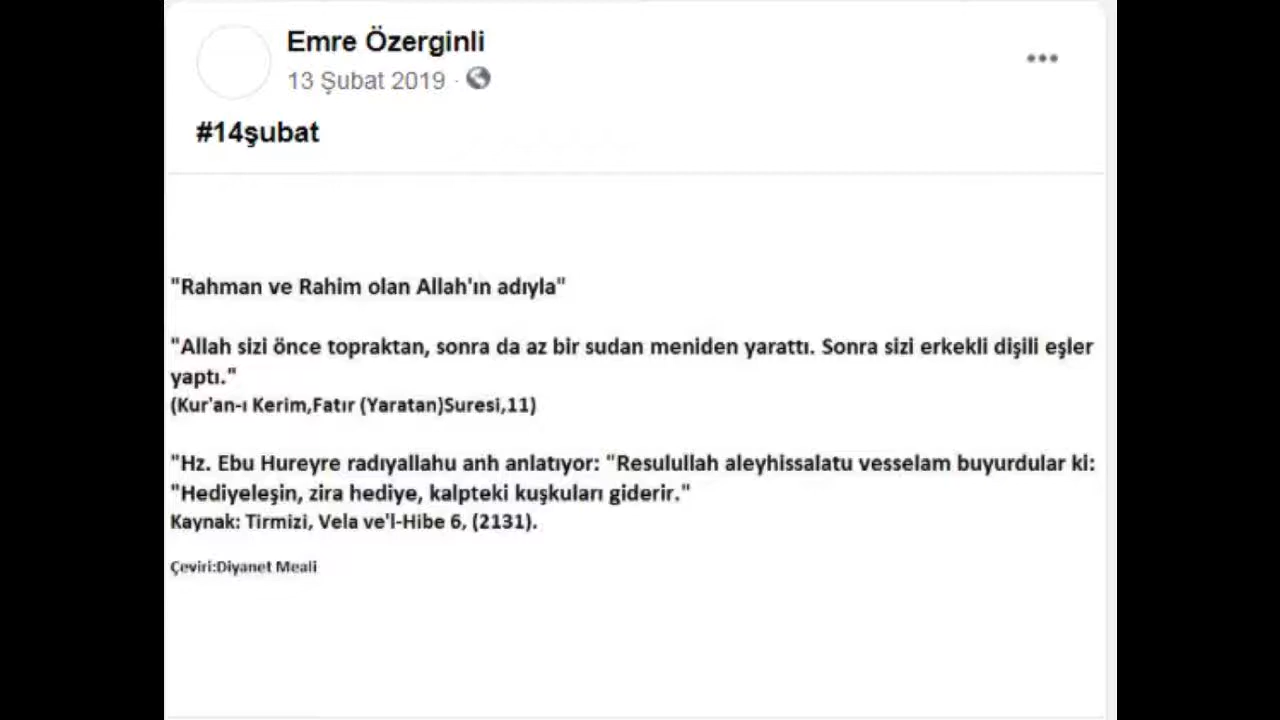 Emre Özerginli
13 Şubat 2019 ·
#14şubat
"Rahman ve Rahim olan Allah'ın adıyla"
"Allah sizi önce topraktan, sonra da az bir sudan meniden yarattı. Sonra sizi erkekli dişili eşler
yaptı."
(Kur'an-ı Kerim,Fatır (Yaratan)Suresi,11)
"Hz. Ebu Hureyre radıyallahu anh anlatıyor: "Resulullah aleyhissalatu vesselam buyurdular ki:
"Hediyeleşin, zira hediye, kalpteki kuşkuları giderir."
Kaynak: Tirmizi, Vela ve'l-Hibe 6, (2131).
Çeviri:Diyanet Meali